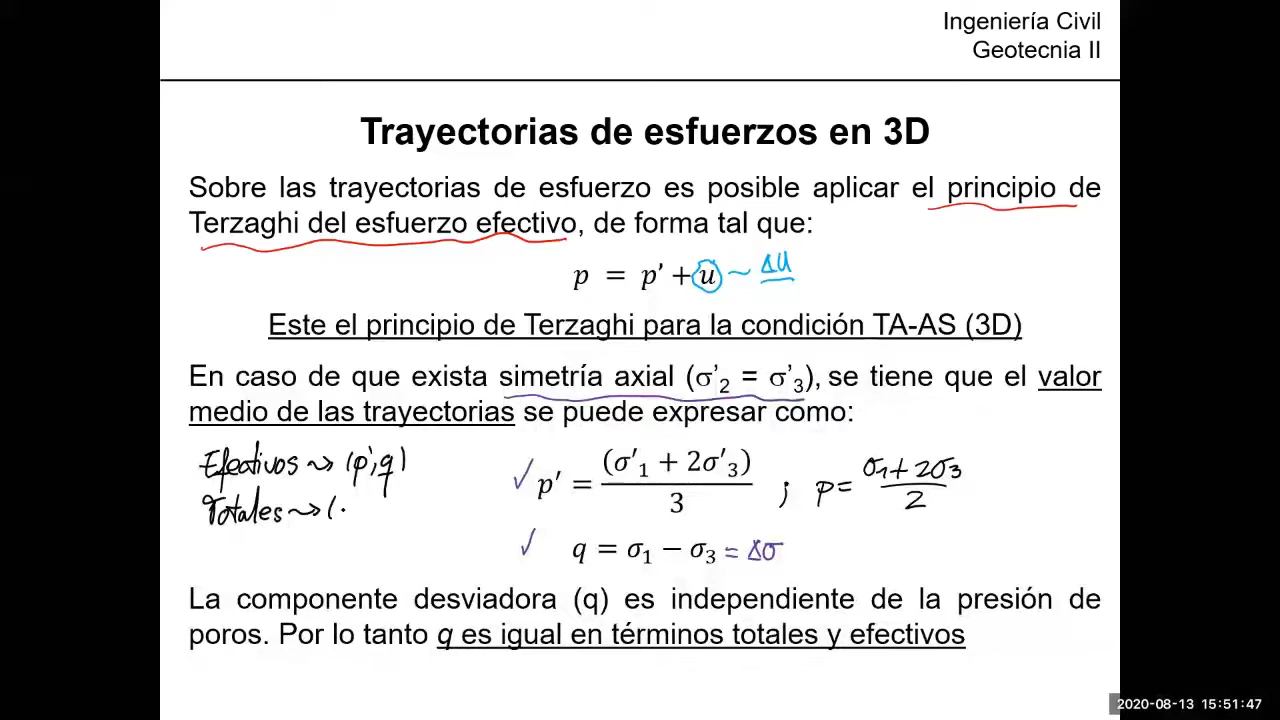 Ingeniería Civil
Geotecnia II
Trayectorias de esfuerzos en 3D
Sobre las trayectorias de esfuerzo es posible aplicar el principio de
Terzaghi del esfuerzo efectivo, de forma tal que:
p = p' + u ~ Δu
Este el principio de Terzaghi para la condición TA-AS (3D)
En caso de que exista simetría axial (σ'₂ = σ'₃), se tiene que el valor
medio de las trayectorias se puede expresar como:
Efectivos ~> (p', q)
Totales ~> (.
✓ p' = (σ'₁ + 2σ'₃) / 3 ; p = σ₁ + 2σ₃ / 2
✓ q = σ₁ − σ₃ = Δσ
La componente desviadora (q) es independiente de la presión de
poros. Por lo tanto q es igual en términos totales y efectivos
2020-08-13 15:51:47